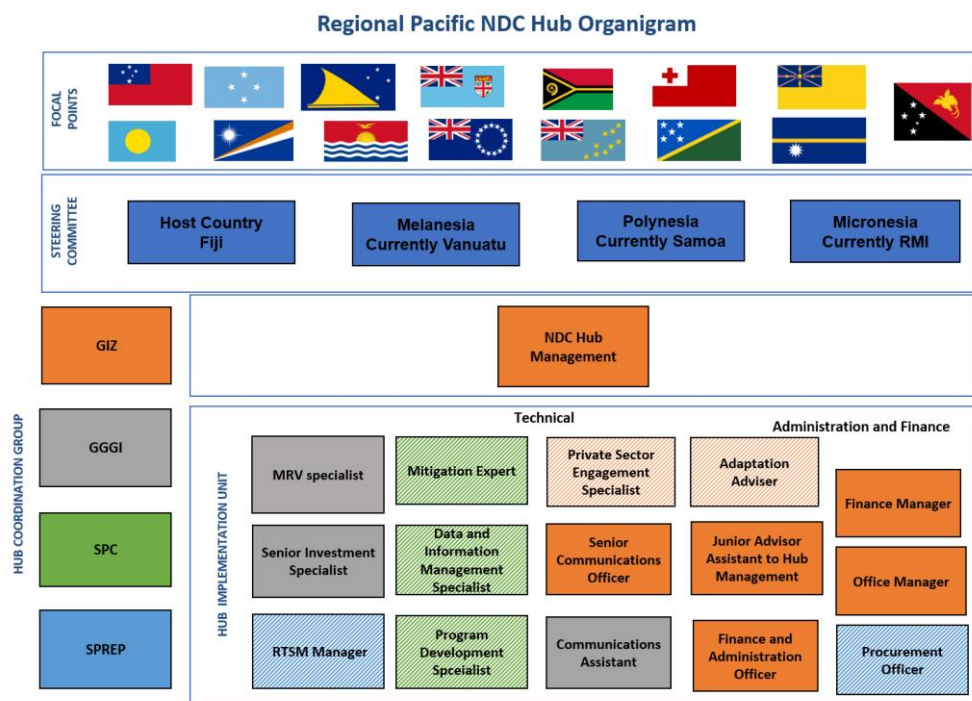 Regional Pacific NDC Hub Organigram
FOCAL
POINTS
STEERING
COMMITTEE
Host Country
Fiji
Melanesia
Currently Vanuatu
Polynesia
Currently Samoa
Micronesia
Currently RMI
HUB COORDINATION GROUP
GIZ
GGGI
SPC
SPREP
NDC Hub
Management
HUB IMPLEMENTATION UNIT
Technical
Administration and Finance
MRV specialist
Mitigation Expert
Private Sector
Engagement
Specialist
Adaptation
Adviser
Finance Manager
Senior Investment
Specialist
Data and
Information
Management
Specialist
Senior
Communications
Officer
Junior Advisor
Assistant to Hub
Management
Office Manager
RTSM Manager
Program
Development
Spceialist
Communications
Assistant
Finance and
Administration
Officer
Procurement
Officer